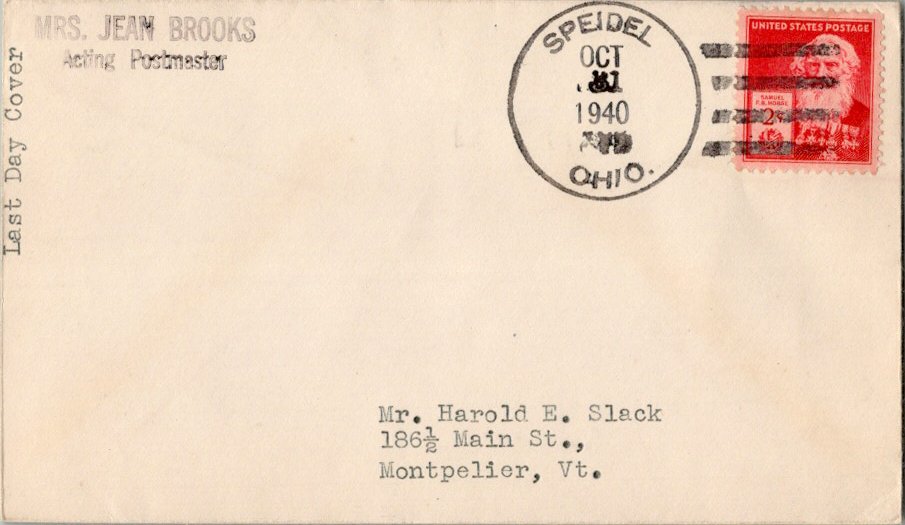 MRS. JEAN BROOKS
Acting Postmaster
Last Day Cover
SPEIDEL
OCT
1940
OHIO.
UNITED STATES POSTAGE
SAMUEL
F. B. MORSE
2¢
Mr. Harold E. Slack
186½ Main St.,
Montpelier, Vt.